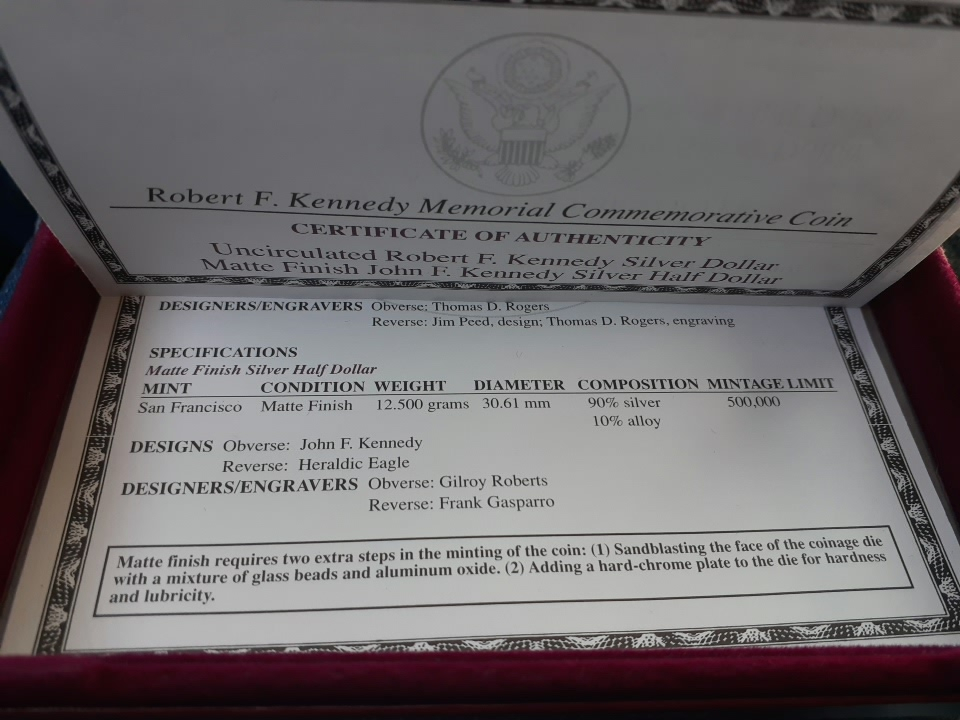 Robert F. Kennedy Memorial Commemorative Coin
CERTIFICATE OF AUTHENTICITY
Uncirculated Robert F. Kennedy Silver Dollar
Matte Finish John F. Kennedy Silver Half Dollar
DESIGNERS/ENGRAVERS Obverse: Thomas D. Rogers
Reverse: Jim Peed, design; Thomas D. Rogers, engraving
SPECIFICATIONS
Matte Finish Silver Half Dollar
MINT CONDITION WEIGHT DIAMETER COMPOSITION MINTAGE LIMIT
San Francisco Matte Finish 12.500 grams 30.61 mm 90% silver 500,000
10% alloy
DESIGNS Obverse: John F. Kennedy
Reverse: Heraldic Eagle
DESIGNERS/ENGRAVERS Obverse: Gilroy Roberts
Reverse: Frank Gasparro
Matte finish requires two extra steps in the minting of the coin: (1) Sandblasting the face of the coinage die
with a mixture of glass beads and aluminum oxide. (2) Adding a hard-chrome plate to the die for hardness
and lubricity.